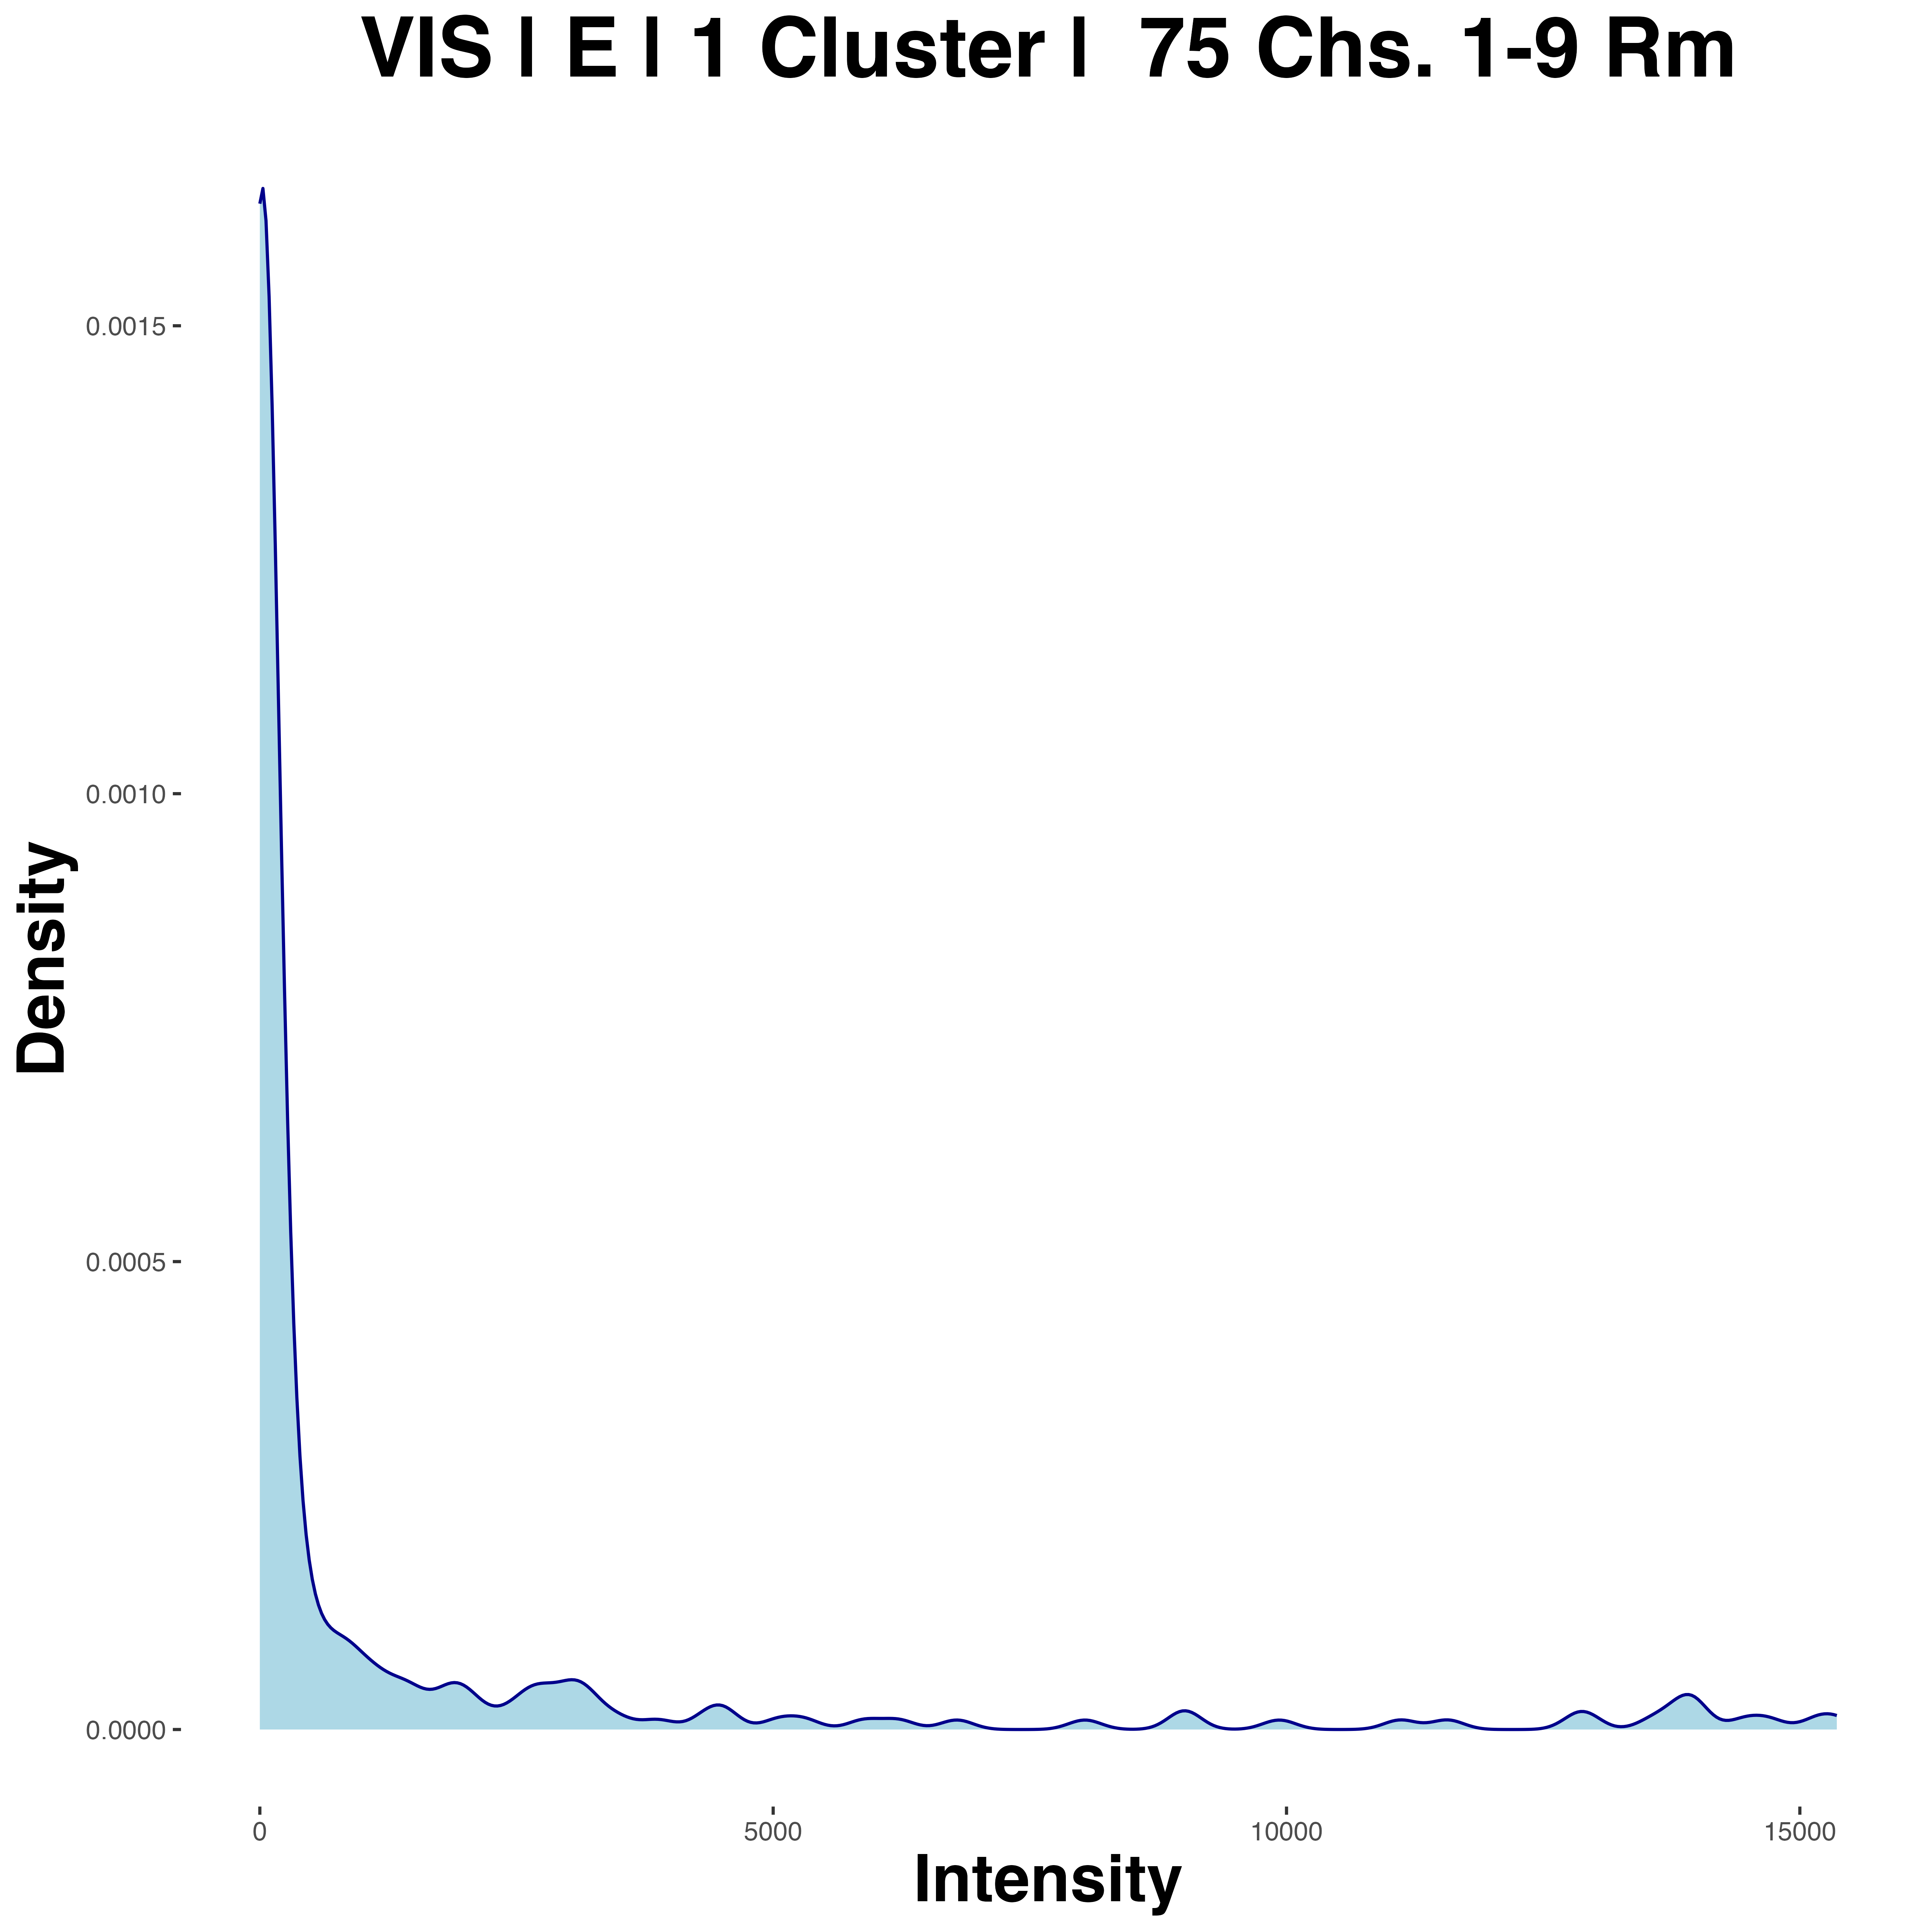 VIS | E | 1 Cluster | 75 Chs. 1-9 Rm
0.0015
0.0010
0.0005
0.0000
Density
0 5000 10000 15000
Intensity